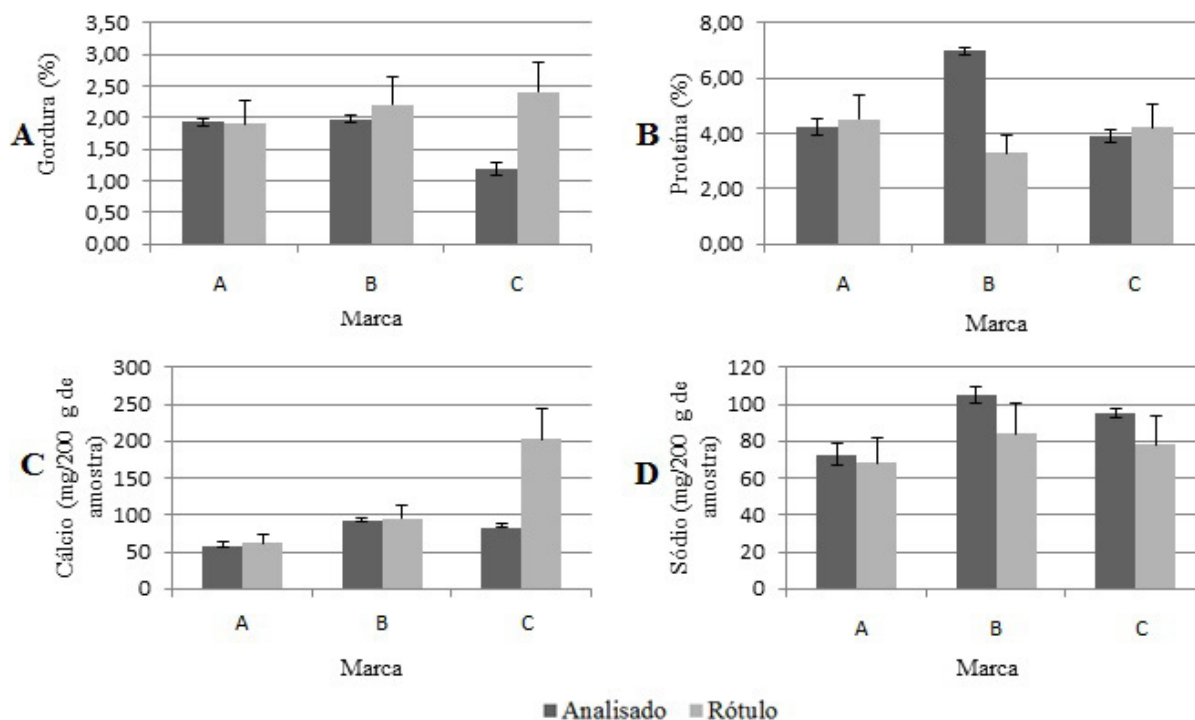 A
Gordura (%)
3,50
3,00
2,50
2,00
1,50
1,00
0,50
0,00
A B C
Marca
B
Proteína (%)
8,00
6,00
4,00
2,00
0,00
A B C
Marca
C
Cálcio (mg/200 g de
amostra)
300
250
200
150
100
50
0
A B C
Marca
D
Sódio (mg/200 g de
amostra)
120
100
80
60
40
20
0
A B C
Marca
Analisado Rótulo